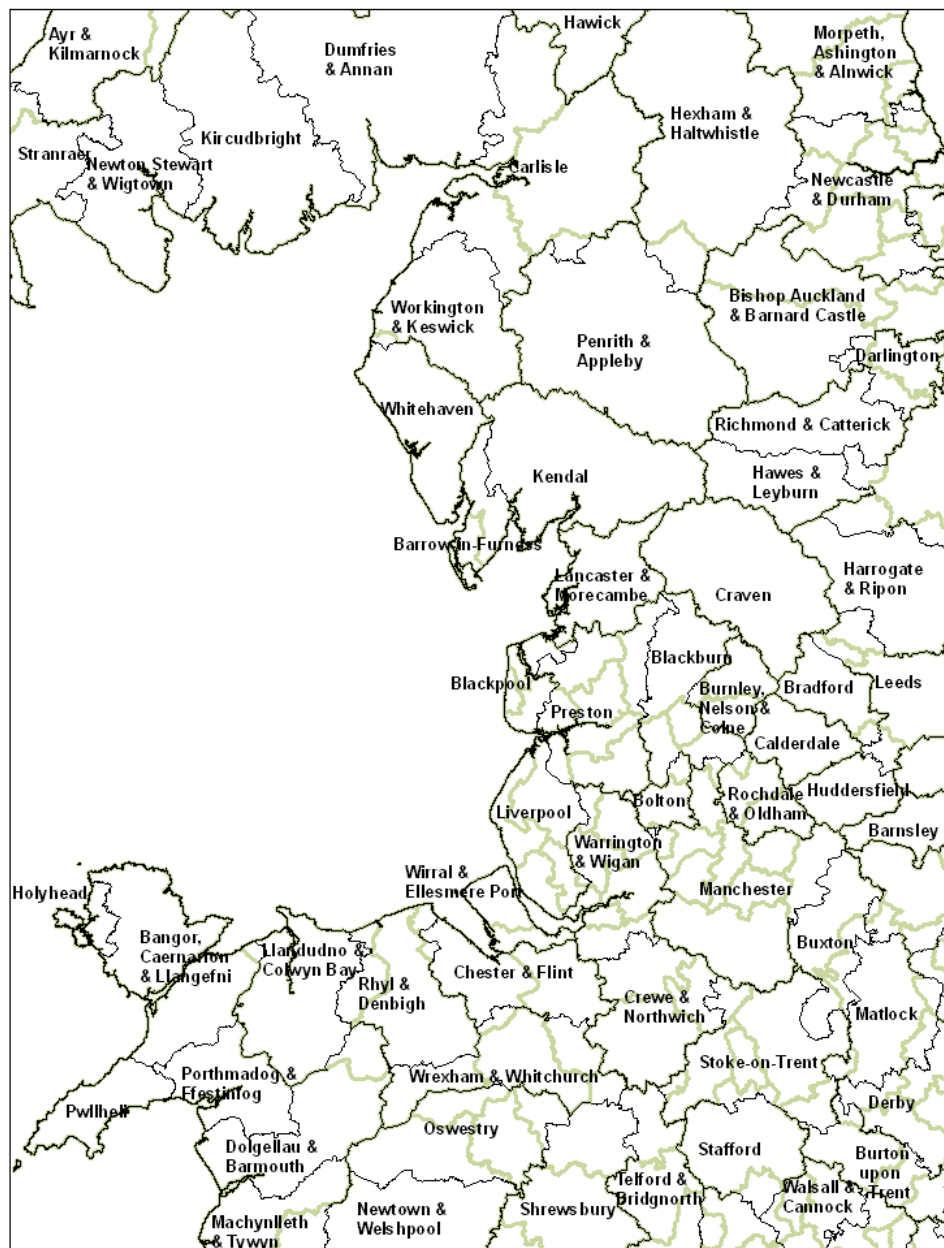 Hawick
Ayr &
Kilmarnock
Dumfries
& Annan
Morpeth,
Ashington
& Alnwick
Hexham &
Haltwhistle
Kircudbright
Stranraer
Newton Stewart
& Wigtown
Carlisle
Newcastle
& Durham
Workington
& Keswick
Bishop Auckland
& Barnard Castle
Penrith &
Appleby
Darlington
Whitehaven
Richmond & Catterick
Kendal
Hawes &
Leyburn
Barrow-in-Furness
Lancaster &
Morecambe
Craven
Harrogate
& Ripon
Blackburn
Blackpool
Burnley,
Nelson &
Colne
Bradford
Leeds
Preston
Calderdale
Bolton
Rochdale
& Oldham
Huddersfield
Liverpool
Warrington
& Wigan
Barnsley
Wirral &
Ellesmere Port
Manchester
Holyhead
Bangor,
Caernarfon
& Llangefni
Llandudno &
Colwyn Bay
Rhyl &
Denbigh
Chester & Flint
Buxton
Crewe &
Northwich
Matlock
Stoke-on-Trent
Porthmadog &
Ffestiniog
Wrexham & Whitchurch
Pwllheli
Derby
Oswestry
Dolgellau &
Barmouth
Stafford
Burton
upon
Trent
Telford &
Bridgnorth
Walsall &
Cannock
Machynlleth
& Tywyn
Newtown &
Welshpool
Shrewsbury